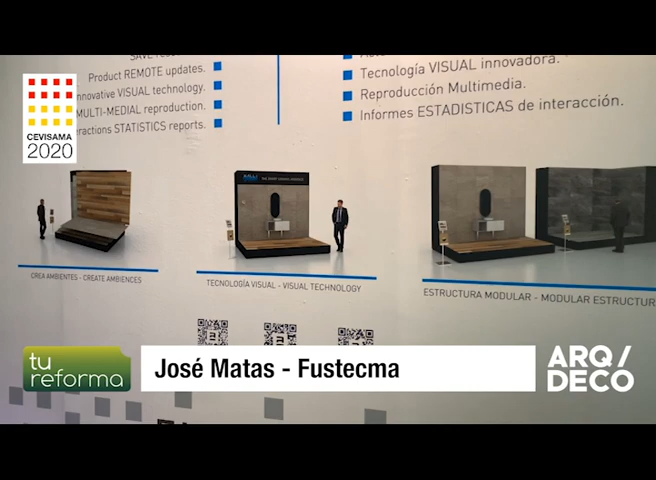 Product REMOTE updates.
nnovative VISUAL technology.
MULTI-MEDIAL reproduction.
ractions STATISTICS reports.
Tecnología VISUAL innovadora.
Reproducción Multimedia.
Informes ESTADISTICAS de interacción.
CEVISAMA
2020
CREA AMBIENTES - CREATE AMBIENCES
TECNOLOGÍA VISUAL - VISUAL TECHNOLOGY
ESTRUCTURA MODULAR - MODULAR ESTRUCTUR
tu
reforma
José Matas - Fustecma
ARQ/
DECO